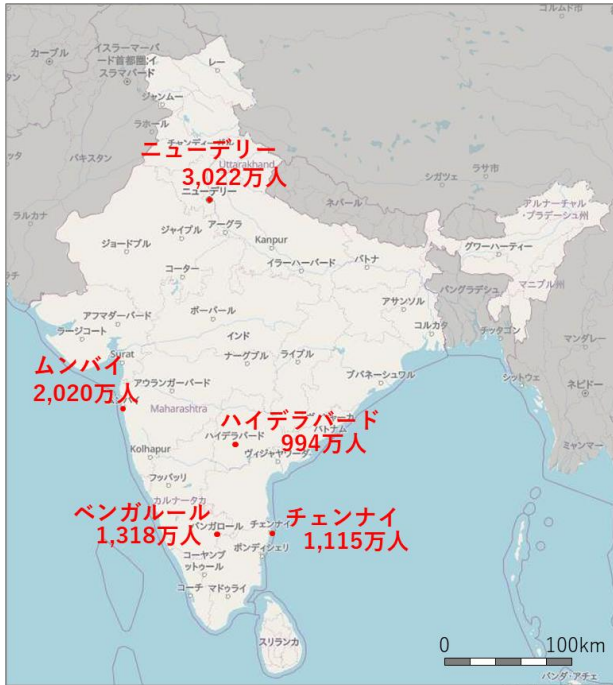 コルムド市
カーブル
イスラーマーバ
ード首都圏;イ
スラマバード
レー
ジャンムー
ラホール
パキスタン
ニューデリー
3,022万人
Uttarakhand
ニューデリー
シガツェ
ラサ市
ネパール
アルナーチャル
・プラデーシュ州
ラルカナ
ジョードプル
ジャイプル
アーグラ
Kanpur
グワーハーティー
コーター
イラーハーバード
パトナ
マニプル州
バングラデシュ
アサンソル
アフマダーバード
ボーパール
ラージコート
インド
コルカタ
チッタゴン
マンダレー
Surat
ナーグプル
ライプル
ムンバイ
2,020万人
アウランガーバード
ブバネーシュワル
シットウェ
ネピドー
Maharashtra
ハイデラバード
994万人
ハイデラバード
Kolhapur
ヴィジャヤワーダ
ミャンマー
フッバッリ
カルナータカ
ベンガルール
1,318万人
バンガロール
チェンナイ
チェンナイ
1,115万人
コーヤンブ
ットゥール
ポンディシェリ
コーチ
マドゥライ
スリランカ
0
100km
バンダ・アチェ